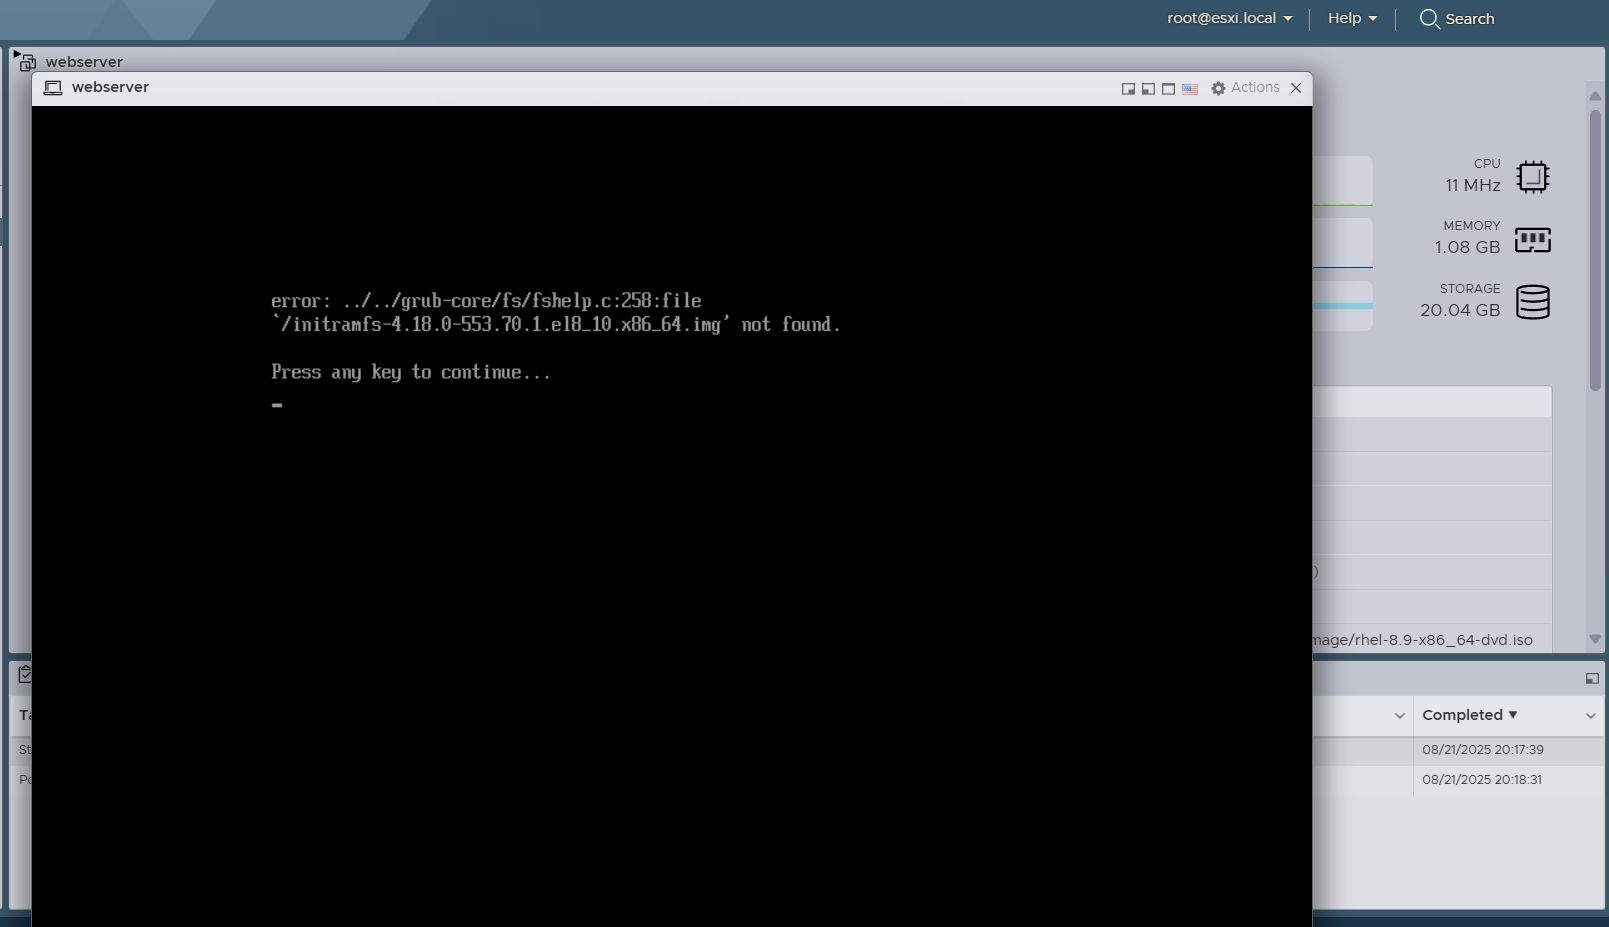 root@esxi.local
Help
Search
webserver
webserver
Actions
CPU
11 MHz
MEMORY
1.08 GB
STORAGE
20.04 GB
error: ../../grub-core/fs/fshelp.c:258:file
`/initramfs-4.18.0-553.70.1.el8_10.x86_64.img' not found.
Press any key to continue...
)
mage/rhel-8.9-x86_64-dvd.iso
Completed ▼
08/21/2025 20:17:39
08/21/2025 20:18:31